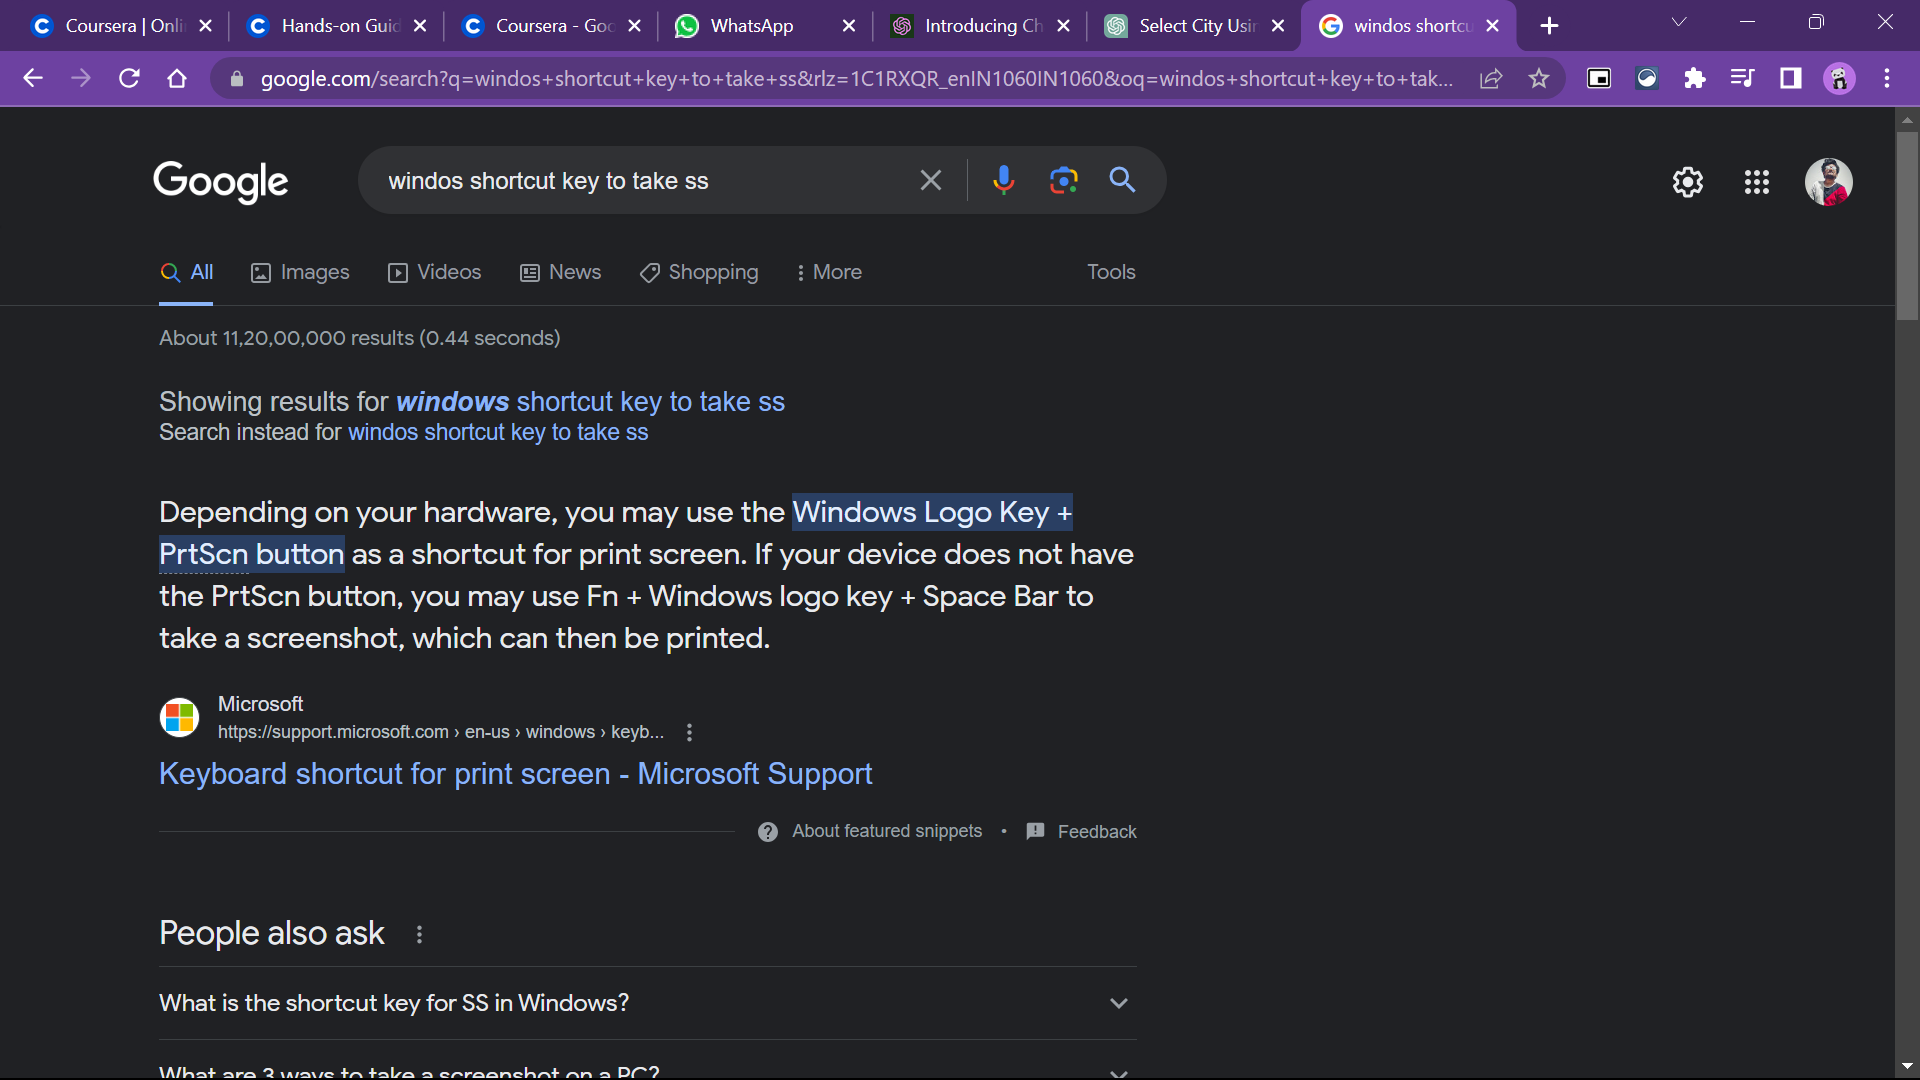 Coursera | Onli
Hands-on Guid
Coursera - Goo
WhatsApp
Introducing Ch
Select City Usin
windos shortcu
google.com/search?q=windos+shortcut+key+to+take+ss&rlz=1C1RXQR_enIN1060IN1060&oq=windos+shortcut+key+to+tak...
Google
windos shortcut key to take ss
All
Images
Videos
News
Shopping
More
Tools
About 11,20,00,000 results (0.44 seconds)
Showing results for windows shortcut key to take ss
Search instead for windos shortcut key to take ss
Depending on your hardware, you may use the Windows Logo Key +
PrtScn button as a shortcut for print screen. If your device does not have
the PrtScn button, you may use Fn + Windows logo key + Space Bar to
take a screenshot, which can then be printed.
Microsoft
https://support.microsoft.com › en-us › windows › keyb...
Keyboard shortcut for print screen - Microsoft Support
About featured snippets • Feedback
People also ask
What is the shortcut key for SS in Windows?
What are 3 ways to take a screenshot on a PC?